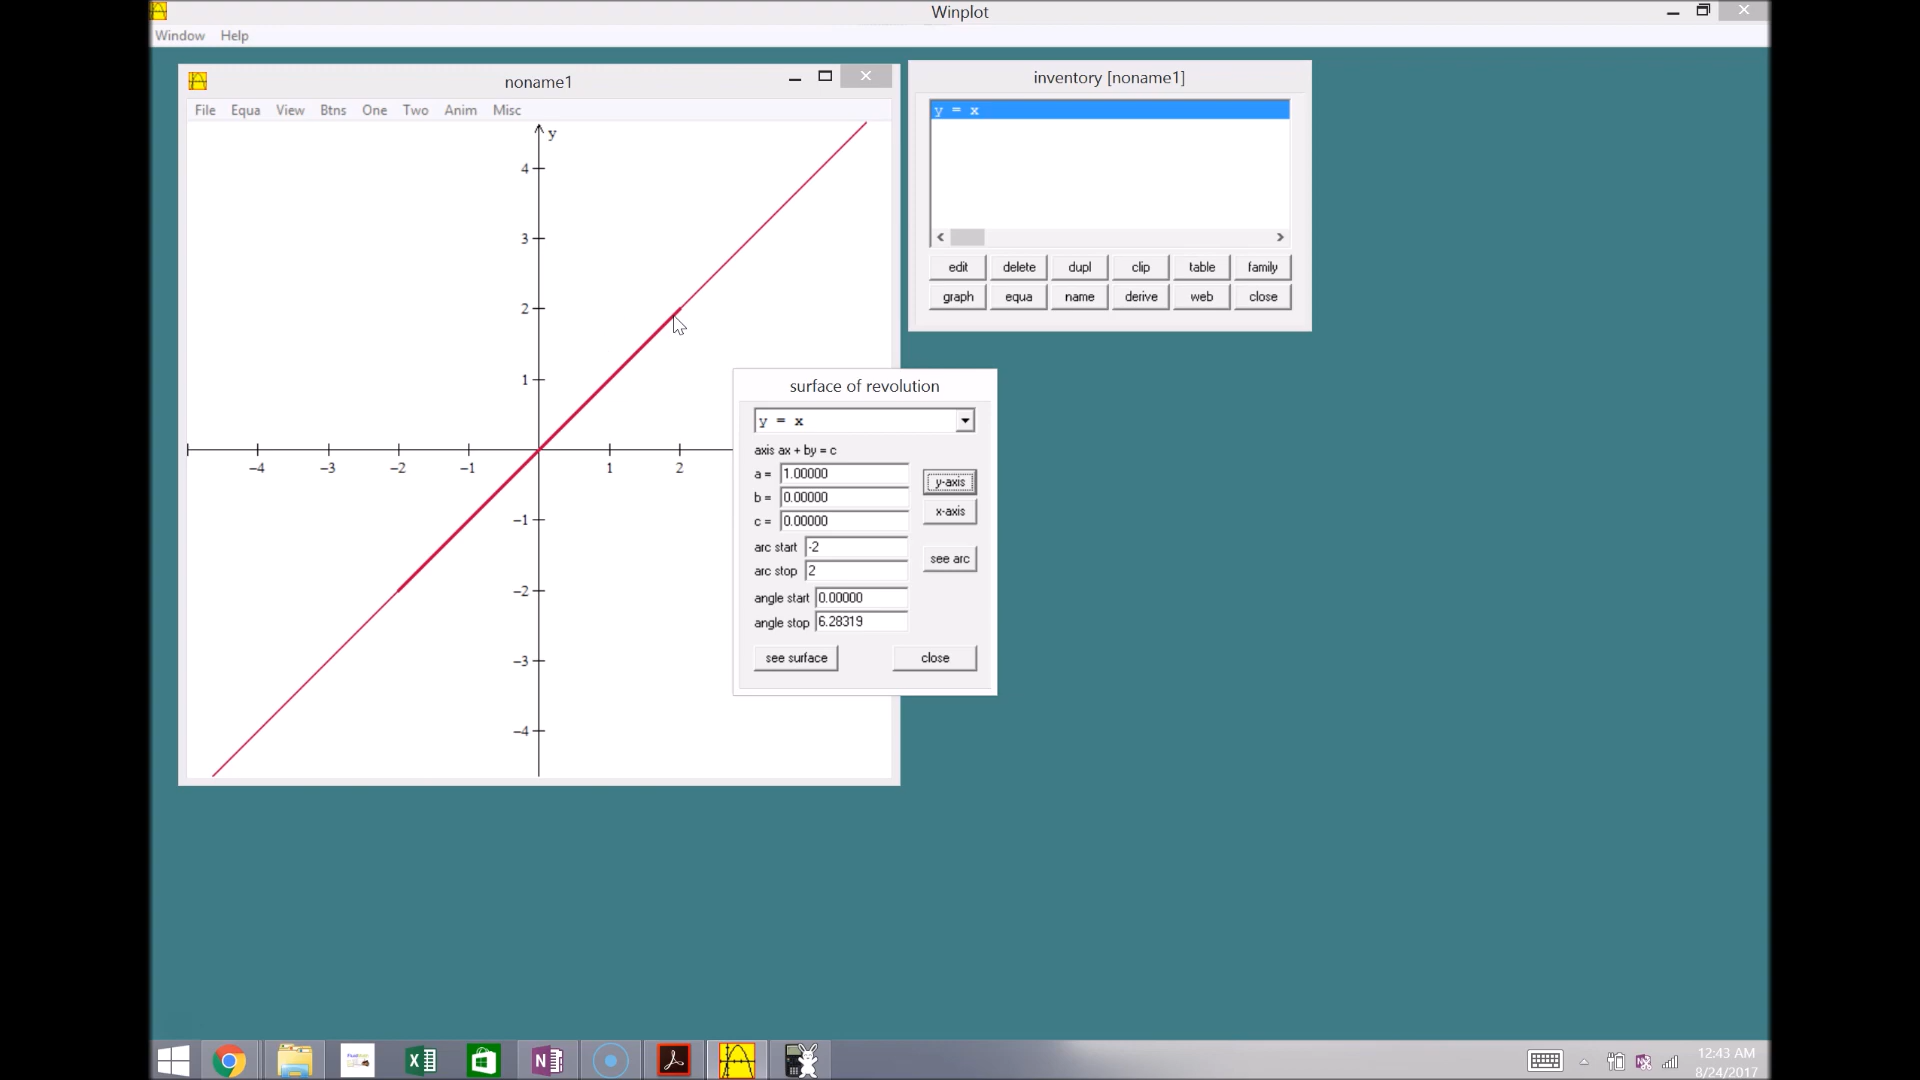 Winplot
Window Help
noname1
File Equa View Btns One Two Anim Misc
y
4
3
2
1
−4 −3 −2 −1 1 2
−1
−2
−3
−4
inventory [noname1]
y = x
edit delete dupl clip table family
graph equa name derive web close
surface of revolution
y = x
axis ax + by = c
a = 1.00000
y-axis
b = 0.00000
x-axis
c = 0.00000
arc start -2
see arc
arc stop 2
angle start 0.00000
angle stop 6.28319
see surface close
12:43 AM
8/24/2017